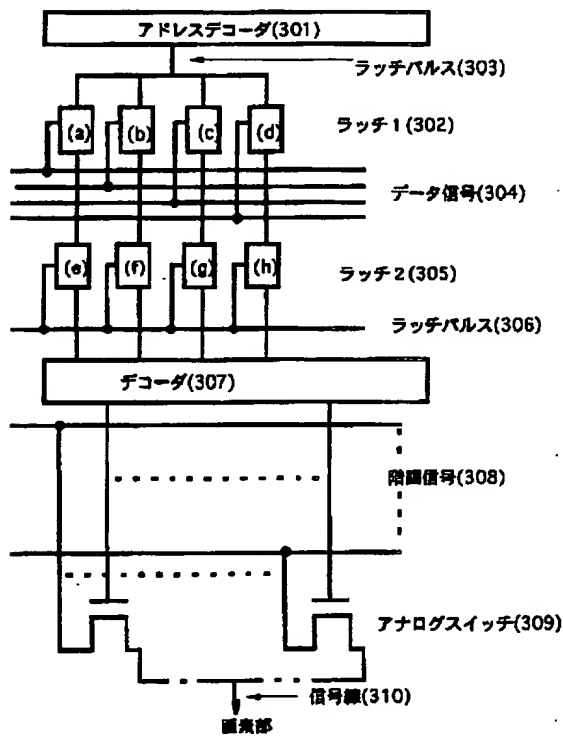 アドレスデコーダ(301)
ラッチパルス(303)
(a) (b) (c) (d)
ラッチ1(302)
データ信号(304)
(e) (f) (g) (h)
ラッチ2(305)
ラッチパルス(306)
デコーダ(307)
階調信号(308)
アナログスイッチ(309)
信号線(310)
画素部